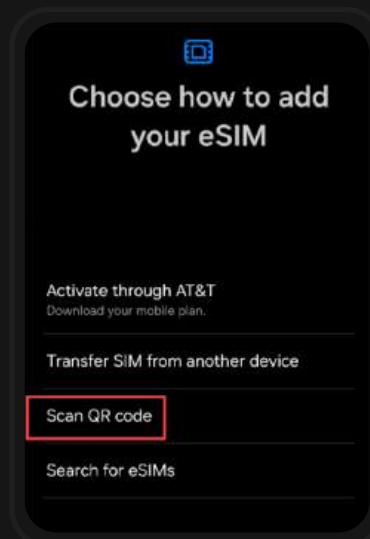 Choose how to add
your eSIM
Activate through AT&T
Download your mobile plan.
Transfer SIM from another device
Scan QR code
Search for eSIMs